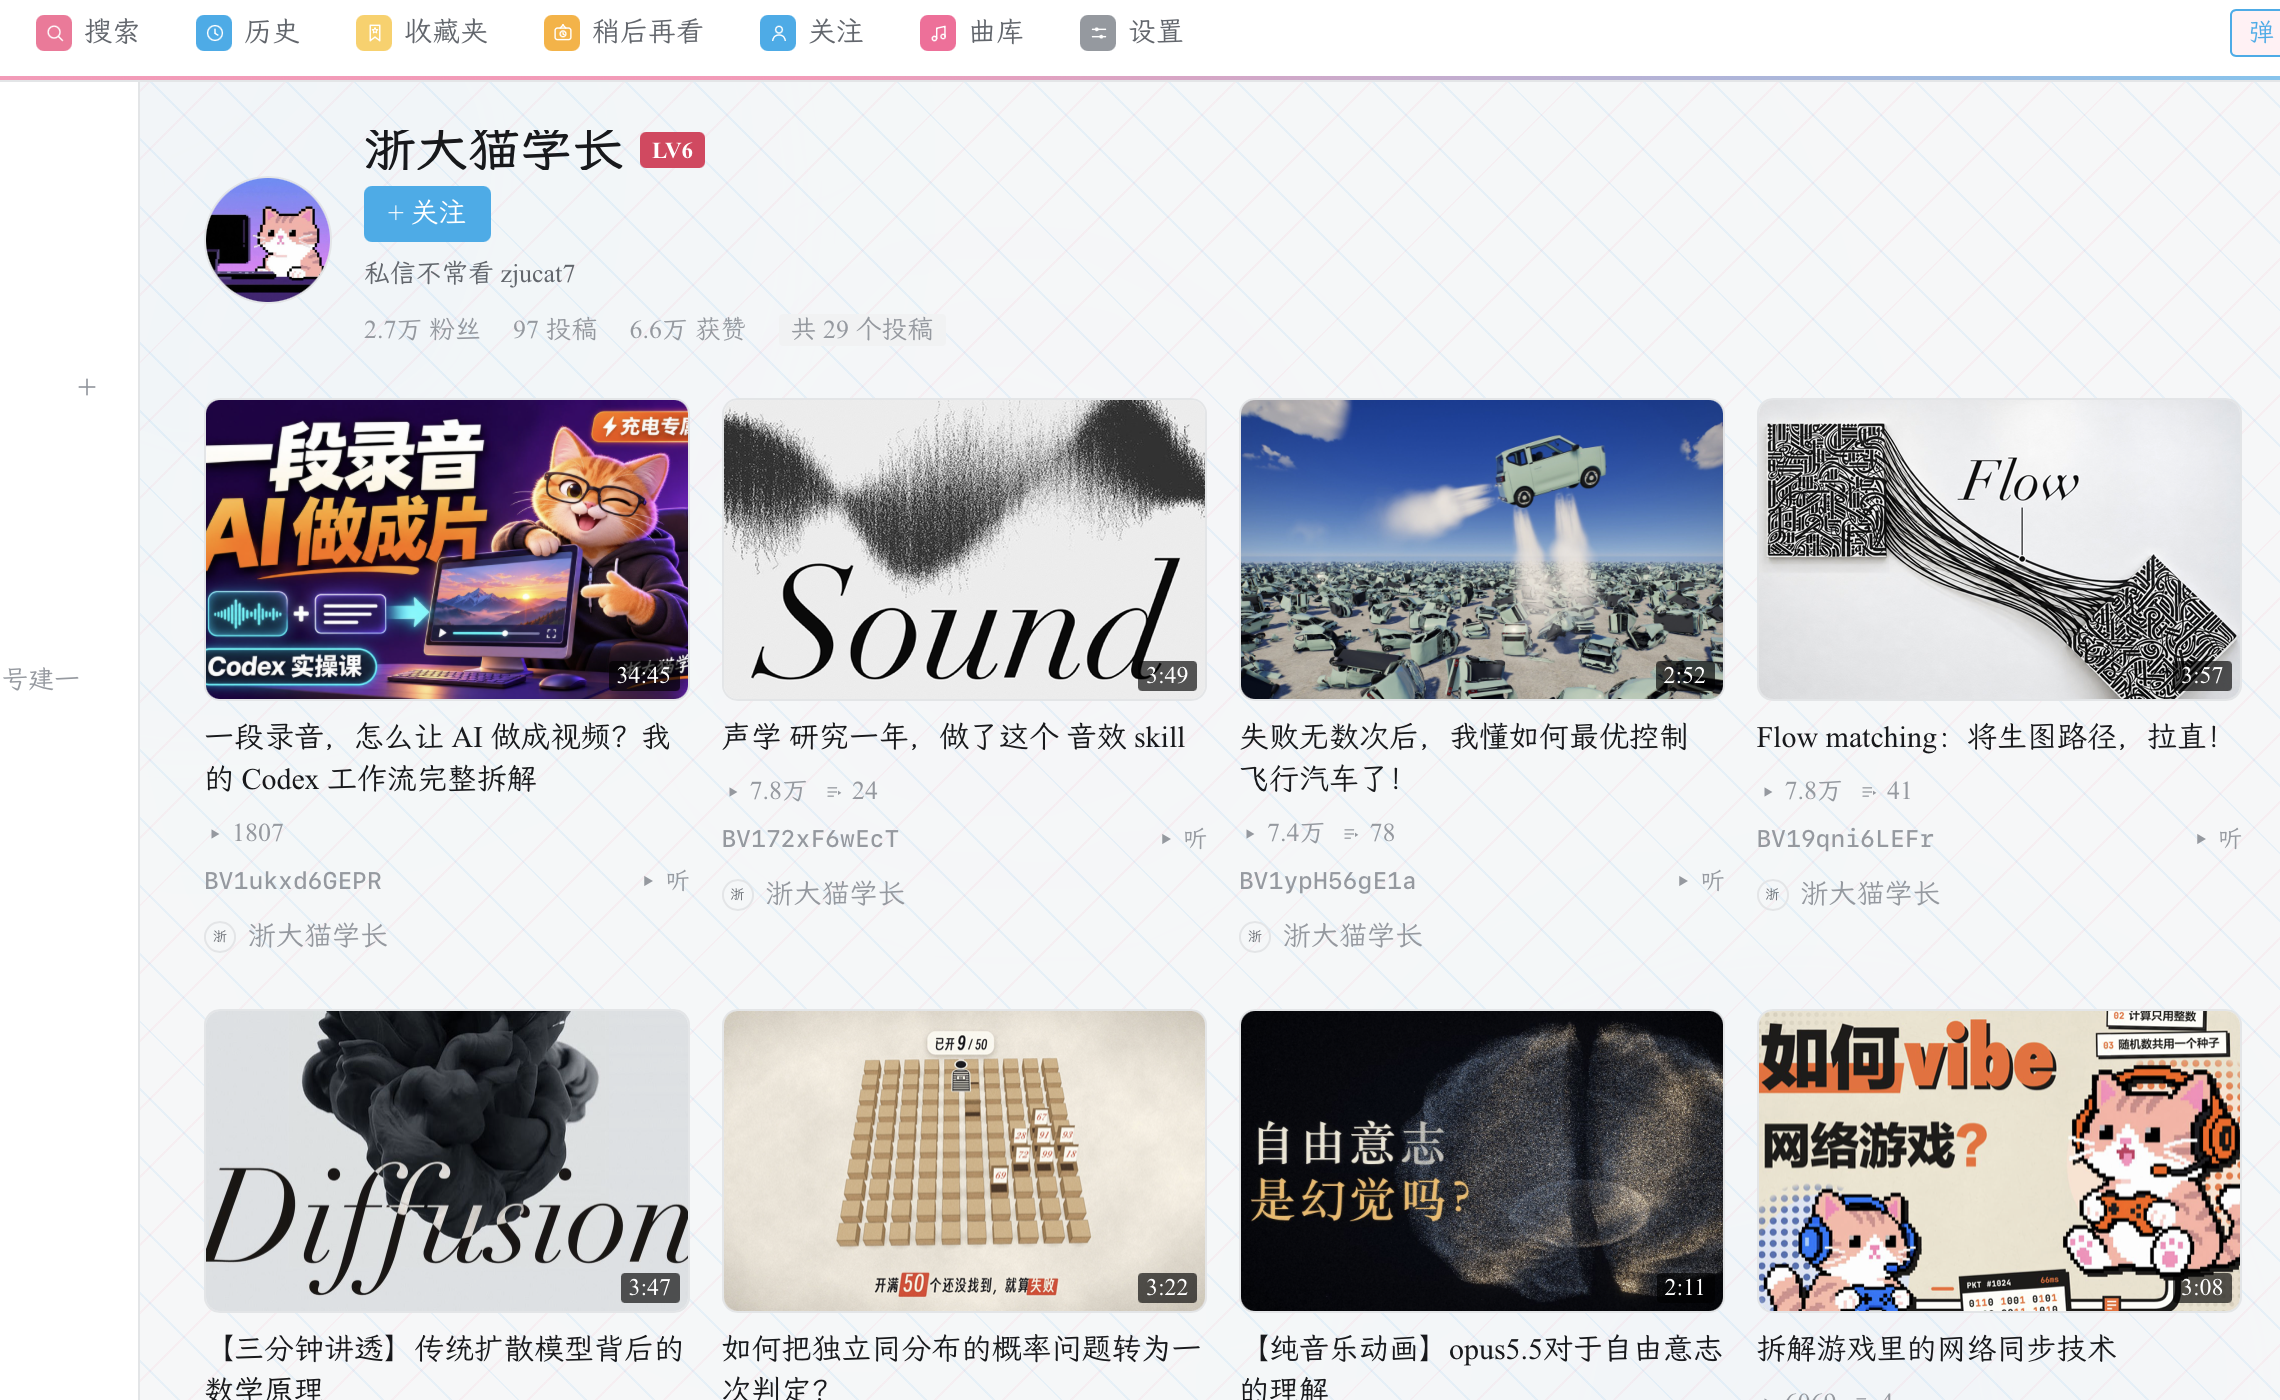 搜索 历史 收藏夹 稍后再看 关注 曲库 设置 弹
浙大猫学长 LV6
+ 关注
私信不常看 zjucat7
2.7万 粉丝 97 投稿 6.6万 获赞 共 29 个投稿
号建一
一段录音
AI 做成片
Codex 实操课
34:45
Sound
3:49
2:52
Flow
3:57
一段录音，怎么让 AI 做成视频？我
的 Codex 工作流完整拆解
1807
BV1ukxd6GEPR 听
浙 浙大猫学长
声学 研究一年，做了这个 音效 skill
7.8万 24
BV172xF6wEcT 听
浙 浙大猫学长
失败无数次后，我懂如何最优控制
飞行汽车了！
7.4万 78
BV1ypH56gE1a 听
浙 浙大猫学长
Flow matching：将生图路径，拉直！
7.8万 41
BV19qni6LEFr 听
浙 浙大猫学长
Diffusion
3:47
已开 9 / 50
67
28 91 93
72 99 18
69
开满 50 个还没找到，就算失败
3:22
自由意志
是幻觉吗？
2:11
02 计算只用整数
03 随机数共用一个种子
如何vibe
网络游戏？
PKT #1024 66ms
0110 1001 0101
3:08
【三分钟讲透】传统扩散模型背后的
数学原理
如何把独立同分布的概率问题转为一
次判定？
【纯音乐动画】opus5.5对于自由意志
的理解
拆解游戏里的网络同步技术